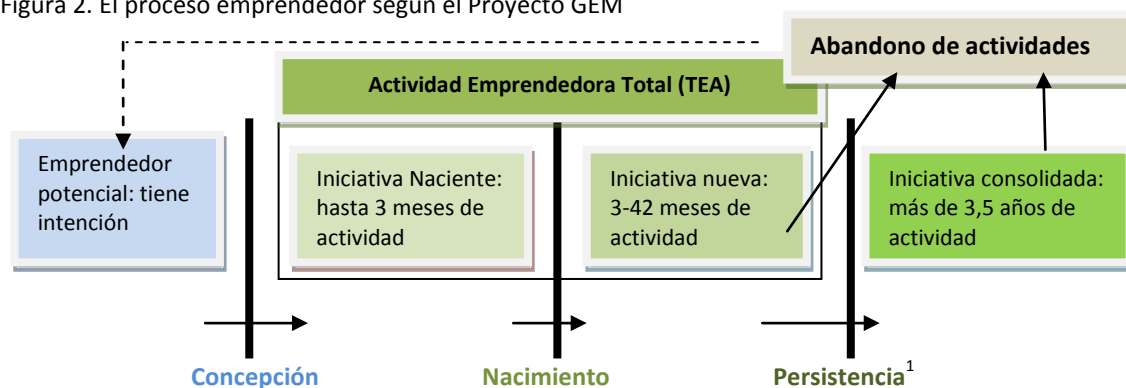 Figura 2. El proceso emprendedor según el Proyecto GEM
Abandono de actividades
Actividad Emprendedora Total (TEA)
Emprendedor
potencial: tiene
intención
Iniciativa Naciente:
hasta 3 meses de
actividad
Iniciativa nueva:
3-42 meses de
actividad
Iniciativa consolidada:
más de 3,5 años de
actividad
Concepción
Nacimiento
Persistencia¹